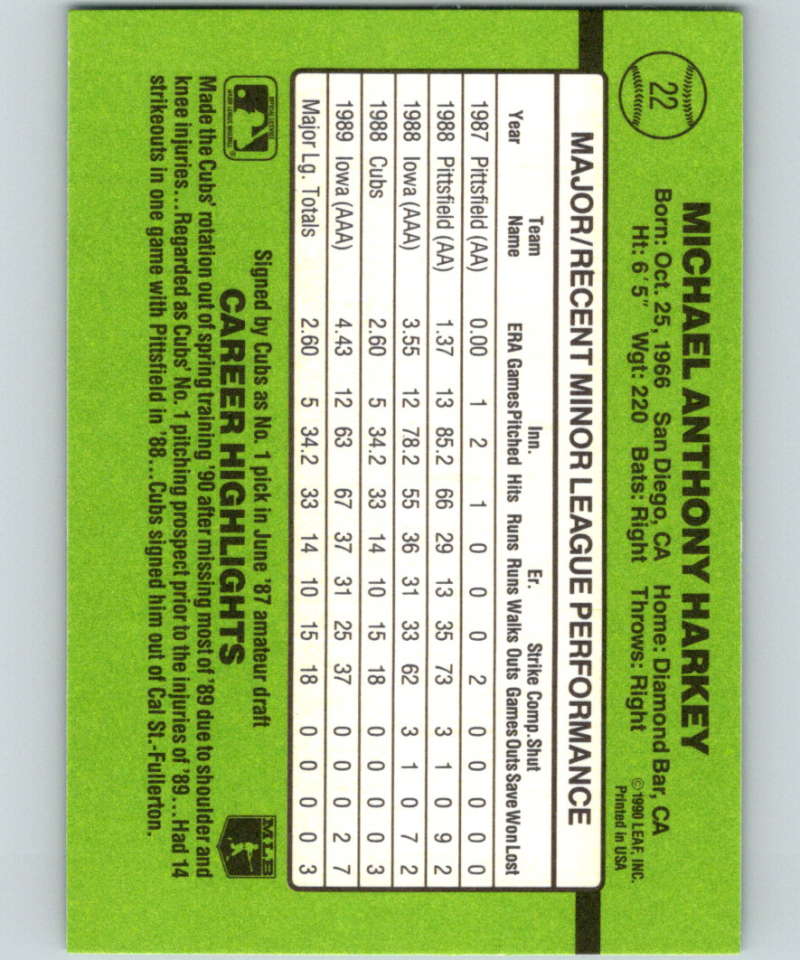 22
MICHAEL ANTHONY HARKEY
Born: Oct. 25, 1966 San Diego, CA Home: Diamond Bar, CA
Ht: 6'5" Wgt: 220 Bats: Right Throws: Right
©1990 LEAF, INC.
Printed in USA
MAJOR/RECENT MINOR LEAGUE PERFORMANCE
Team Inn. Er. Strike Comp. Shut
Year Name ERA Games Pitched Hits Runs Runs Walks Outs Games Outs Save Won Lost
1987 Pittsfield (AA) 0.00 1 2 1 0 0 0 2 0 0 0 0 0
1988 Pittsfield (AA) 1.37 13 85.2 66 29 13 35 73 3 1 0 9 2
1988 Iowa (AAA) 3.55 12 78.2 55 36 31 33 62 3 1 0 7 2
1988 Cubs 2.60 5 34.2 33 14 10 15 18 0 0 0 0 3
1989 Iowa (AAA) 4.43 12 63 67 37 31 25 37 0 0 0 2 7
Major Lg. Totals 2.60 5 34.2 33 14 10 15 18 0 0 0 0 3
OFFICIAL LICENSEE
MAJOR LEAGUE BASEBALL
Signed by Cubs as No. 1 pick in June '87 amateur draft
MLB
CAREER HIGHLIGHTS
Made the Cubs' rotation out of spring training '90 after missing most of '89 due to shoulder and
knee injuries...Regarded as Cubs' No. 1 pitching prospect prior to the injuries of '89...Had 14
strikeouts in one game with Pittsfield in '88...Cubs signed him out of Cal St.-Fullerton.